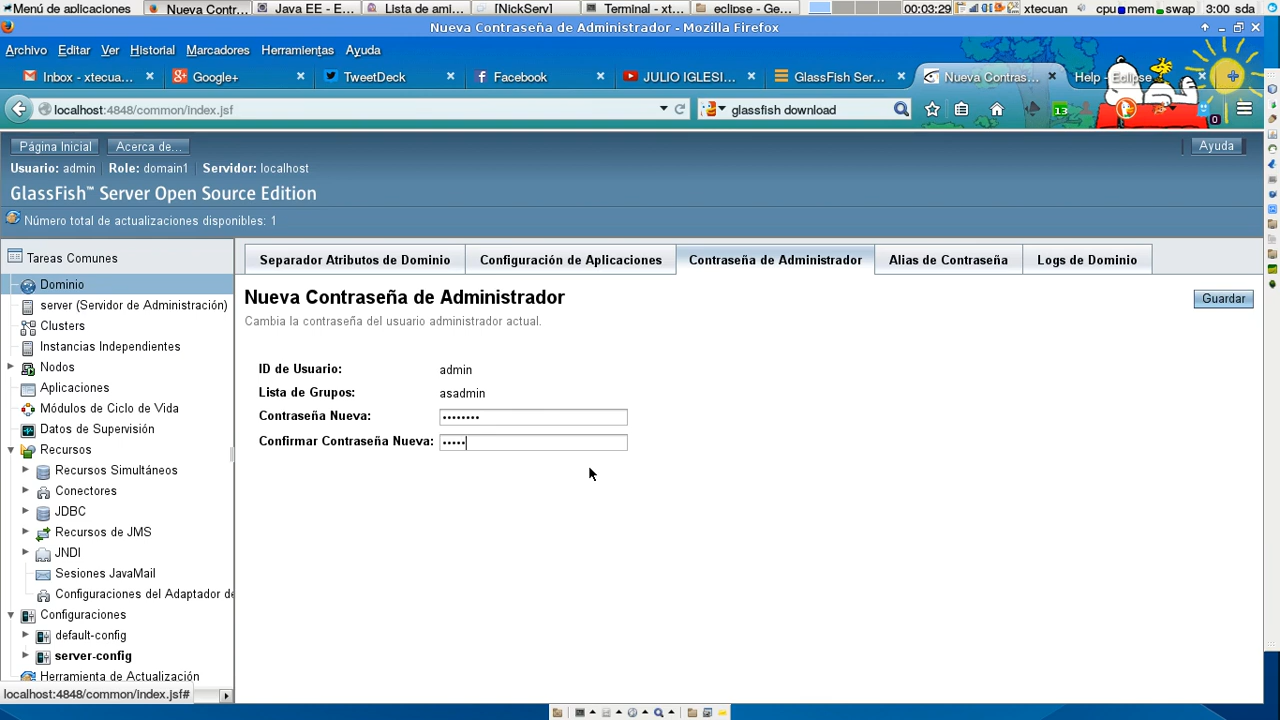 Menú de aplicaciones
Nueva Contr...
Java EE - E...
Lista de ami...
[NickServ]
Terminal - xt...
eclipse - Ge...
00:03:29
xtecuan
cpu mem swap
3:00 sda
Nueva Contraseña de Administrador - Mozilla Firefox
Archivo Editar Ver Historial Marcadores Herramientas Ayuda
Inbox - xtecua...
Google+
TweetDeck
Facebook
JULIO IGLESI...
GlassFish Ser...
Nueva Contras...
Help - Eclipse
localhost:4848/common/index.jsf
glassfish download
13
0
Página Inicial
Acerca de...
Ayuda
Usuario: admin Role: domain1 Servidor: localhost
GlassFish™ Server Open Source Edition
Número total de actualizaciones disponibles: 1
Tareas Comunes
Dominio
server (Servidor de Administración)
Clusters
Instancias Independientes
Nodos
Aplicaciones
Módulos de Ciclo de Vida
Datos de Supervisión
Recursos
Recursos Simultáneos
Conectores
JDBC
Recursos de JMS
JNDI
Sesiones JavaMail
Configuraciones del Adaptador de
Configuraciones
default-config
server-config
Herramienta de Actualización
localhost:4848/common/index.jsf#
Separador Atributos de Dominio
Configuración de Aplicaciones
Contraseña de Administrador
Alias de Contraseña
Logs de Dominio
Nueva Contraseña de Administrador
Guardar
Cambia la contraseña del usuario administrador actual.
ID de Usuario: admin
Lista de Grupos: asadmin
Contraseña Nueva: ••••••••
Confirmar Contraseña Nueva: •••••